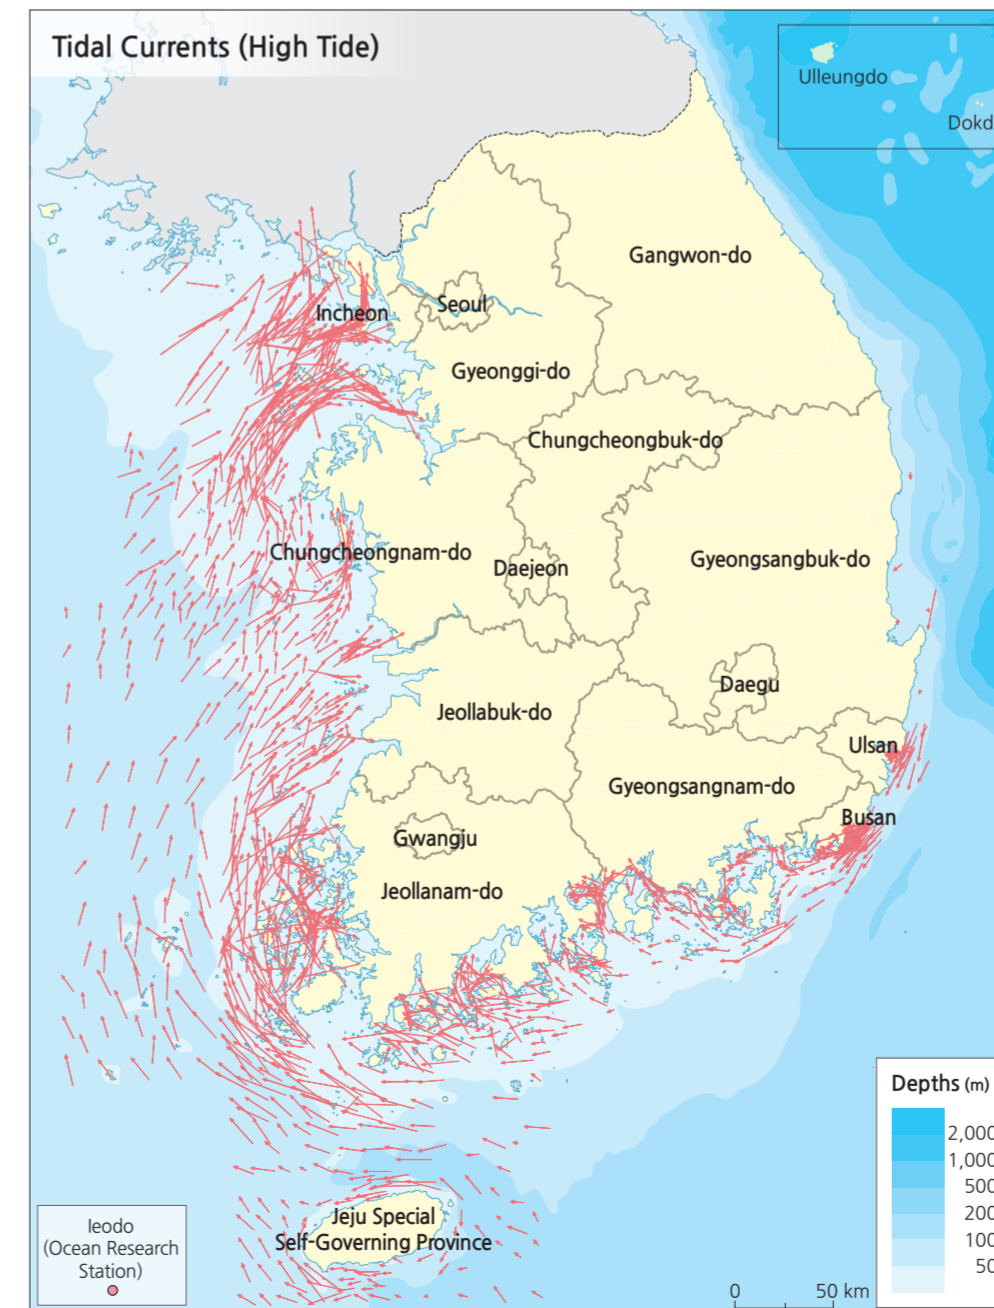 Tidal Currents (High Tide)
Ulleungdo
Dokd
Gangwon-do
Seoul
Incheon
Gyeonggi-do
Chungcheongbuk-do
Chungcheongnam-do
Daejeon
Gyeongsangbuk-do
Daegu
Jeollabuk-do
Ulsan
Gyeongsangnam-do
Busan
Gwangju
Jeollanam-do
Depths (m)
2,000
1,000
500
200
100
50
Ieodo
(Ocean Research
Station)
Jeju Special
Self-Governing Province
0 50 km